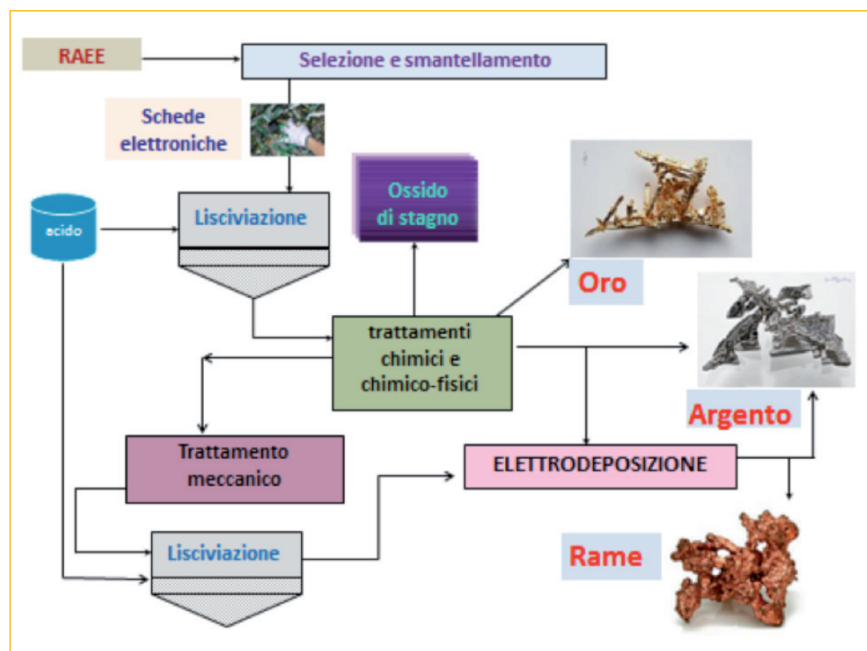 RAEE
Selezione e smantellamento
Schede
elettroniche
Ossido
di stagno
Lisciviazione
acido
Oro
trattamenti
chimici e
chimico-fisici
Argento
Trattamento
meccanico
ELETTRODEPOSIZIONE
Lisciviazione
Rame